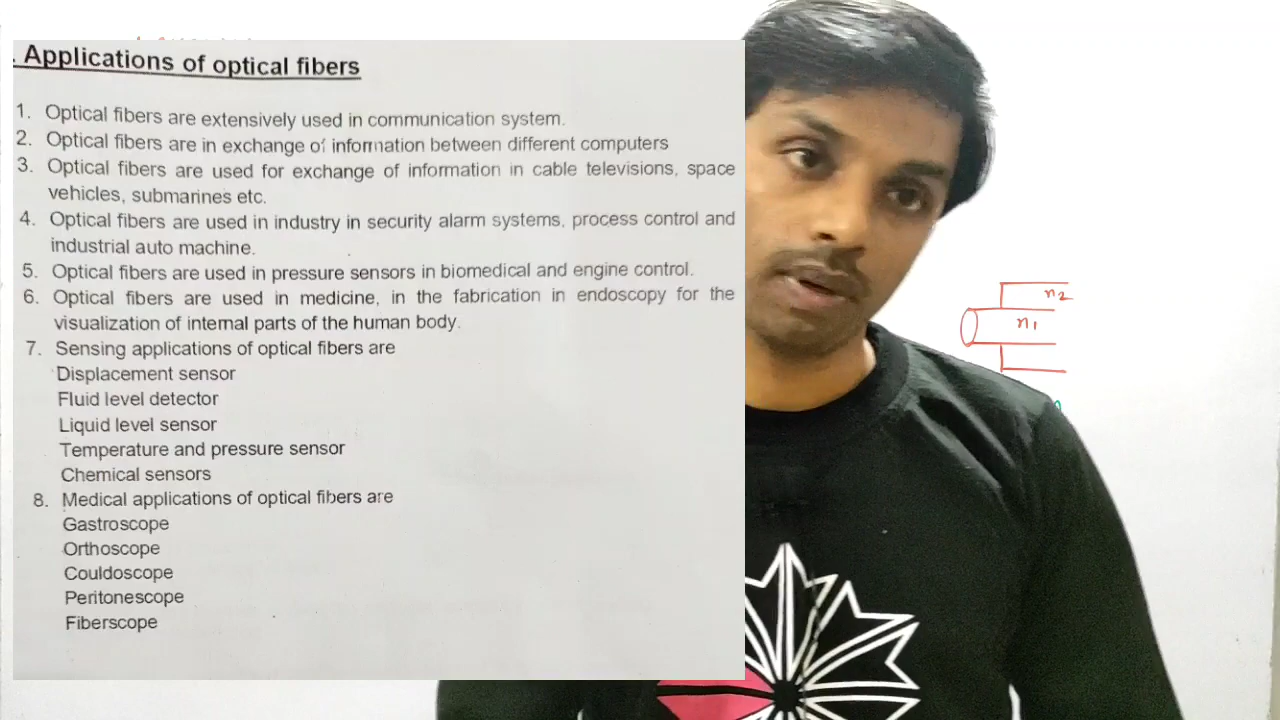 . Applications of optical fibers
1. Optical fibers are extensively used in communication system.
2. Optical fibers are in exchange of information between different computers
3. Optical fibers are used for exchange of information in cable televisions, space
vehicles, submarines etc.
4. Optical fibers are used in industry in security alarm systems, process control and
industrial auto machine.
5. Optical fibers are used in pressure sensors in biomedical and engine control.
6. Optical fibers are used in medicine, in the fabrication in endoscopy for the
visualization of internal parts of the human body.
7. Sensing applications of optical fibers are
Displacement sensor
Fluid level detector
Liquid level sensor
Temperature and pressure sensor
Chemical sensors
8. Medical applications of optical fibers are
Gastroscope
Orthoscope
Couldoscope
Peritonescope
Fiberscope
n2
n1